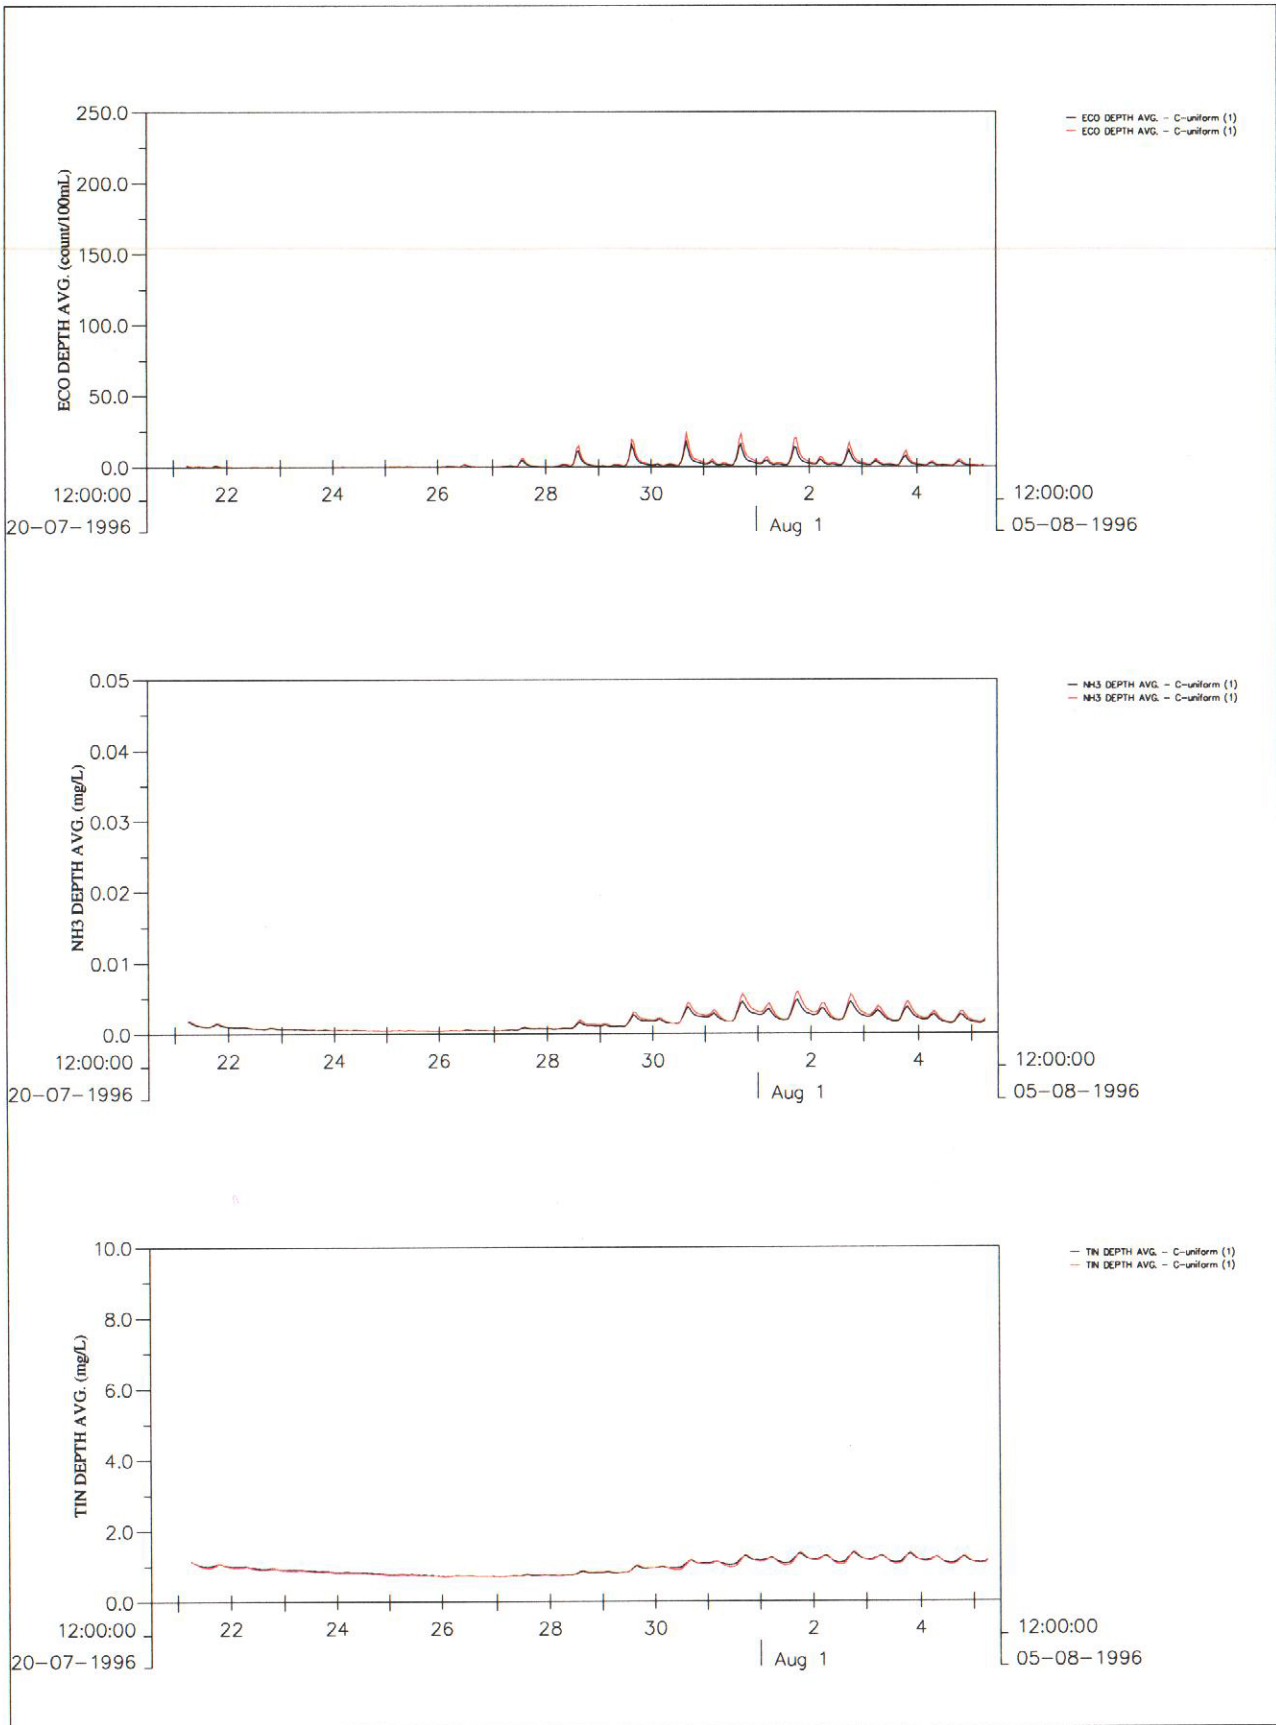 250.0
200.0
150.0
100.0
50.0
0.0
ECO DEPTH AVG. (count/100mL)
— ECO DEPTH AVG. - C-uniform (1)
— ECO DEPTH AVG. - C-uniform (1)
22 24 26 28 30 2 4
12:00:00 12:00:00
20-07-1996 Aug 1 05-08-1996
0.05
0.04
0.03
0.02
0.01
0.0
NH3 DEPTH AVG. (mg/L)
— NH3 DEPTH AVG. - C-uniform (1)
— NH3 DEPTH AVG. - C-uniform (1)
22 24 26 28 30 2 4
12:00:00 12:00:00
20-07-1996 Aug 1 05-08-1996
10.0
8.0
6.0
4.0
2.0
0.0
TIN DEPTH AVG. (mg/L)
— TIN DEPTH AVG. - C-uniform (1)
— TIN DEPTH AVG. - C-uniform (1)
22 24 26 28 30 2 4
12:00:00 12:00:00
20-07-1996 Aug 1 05-08-1996